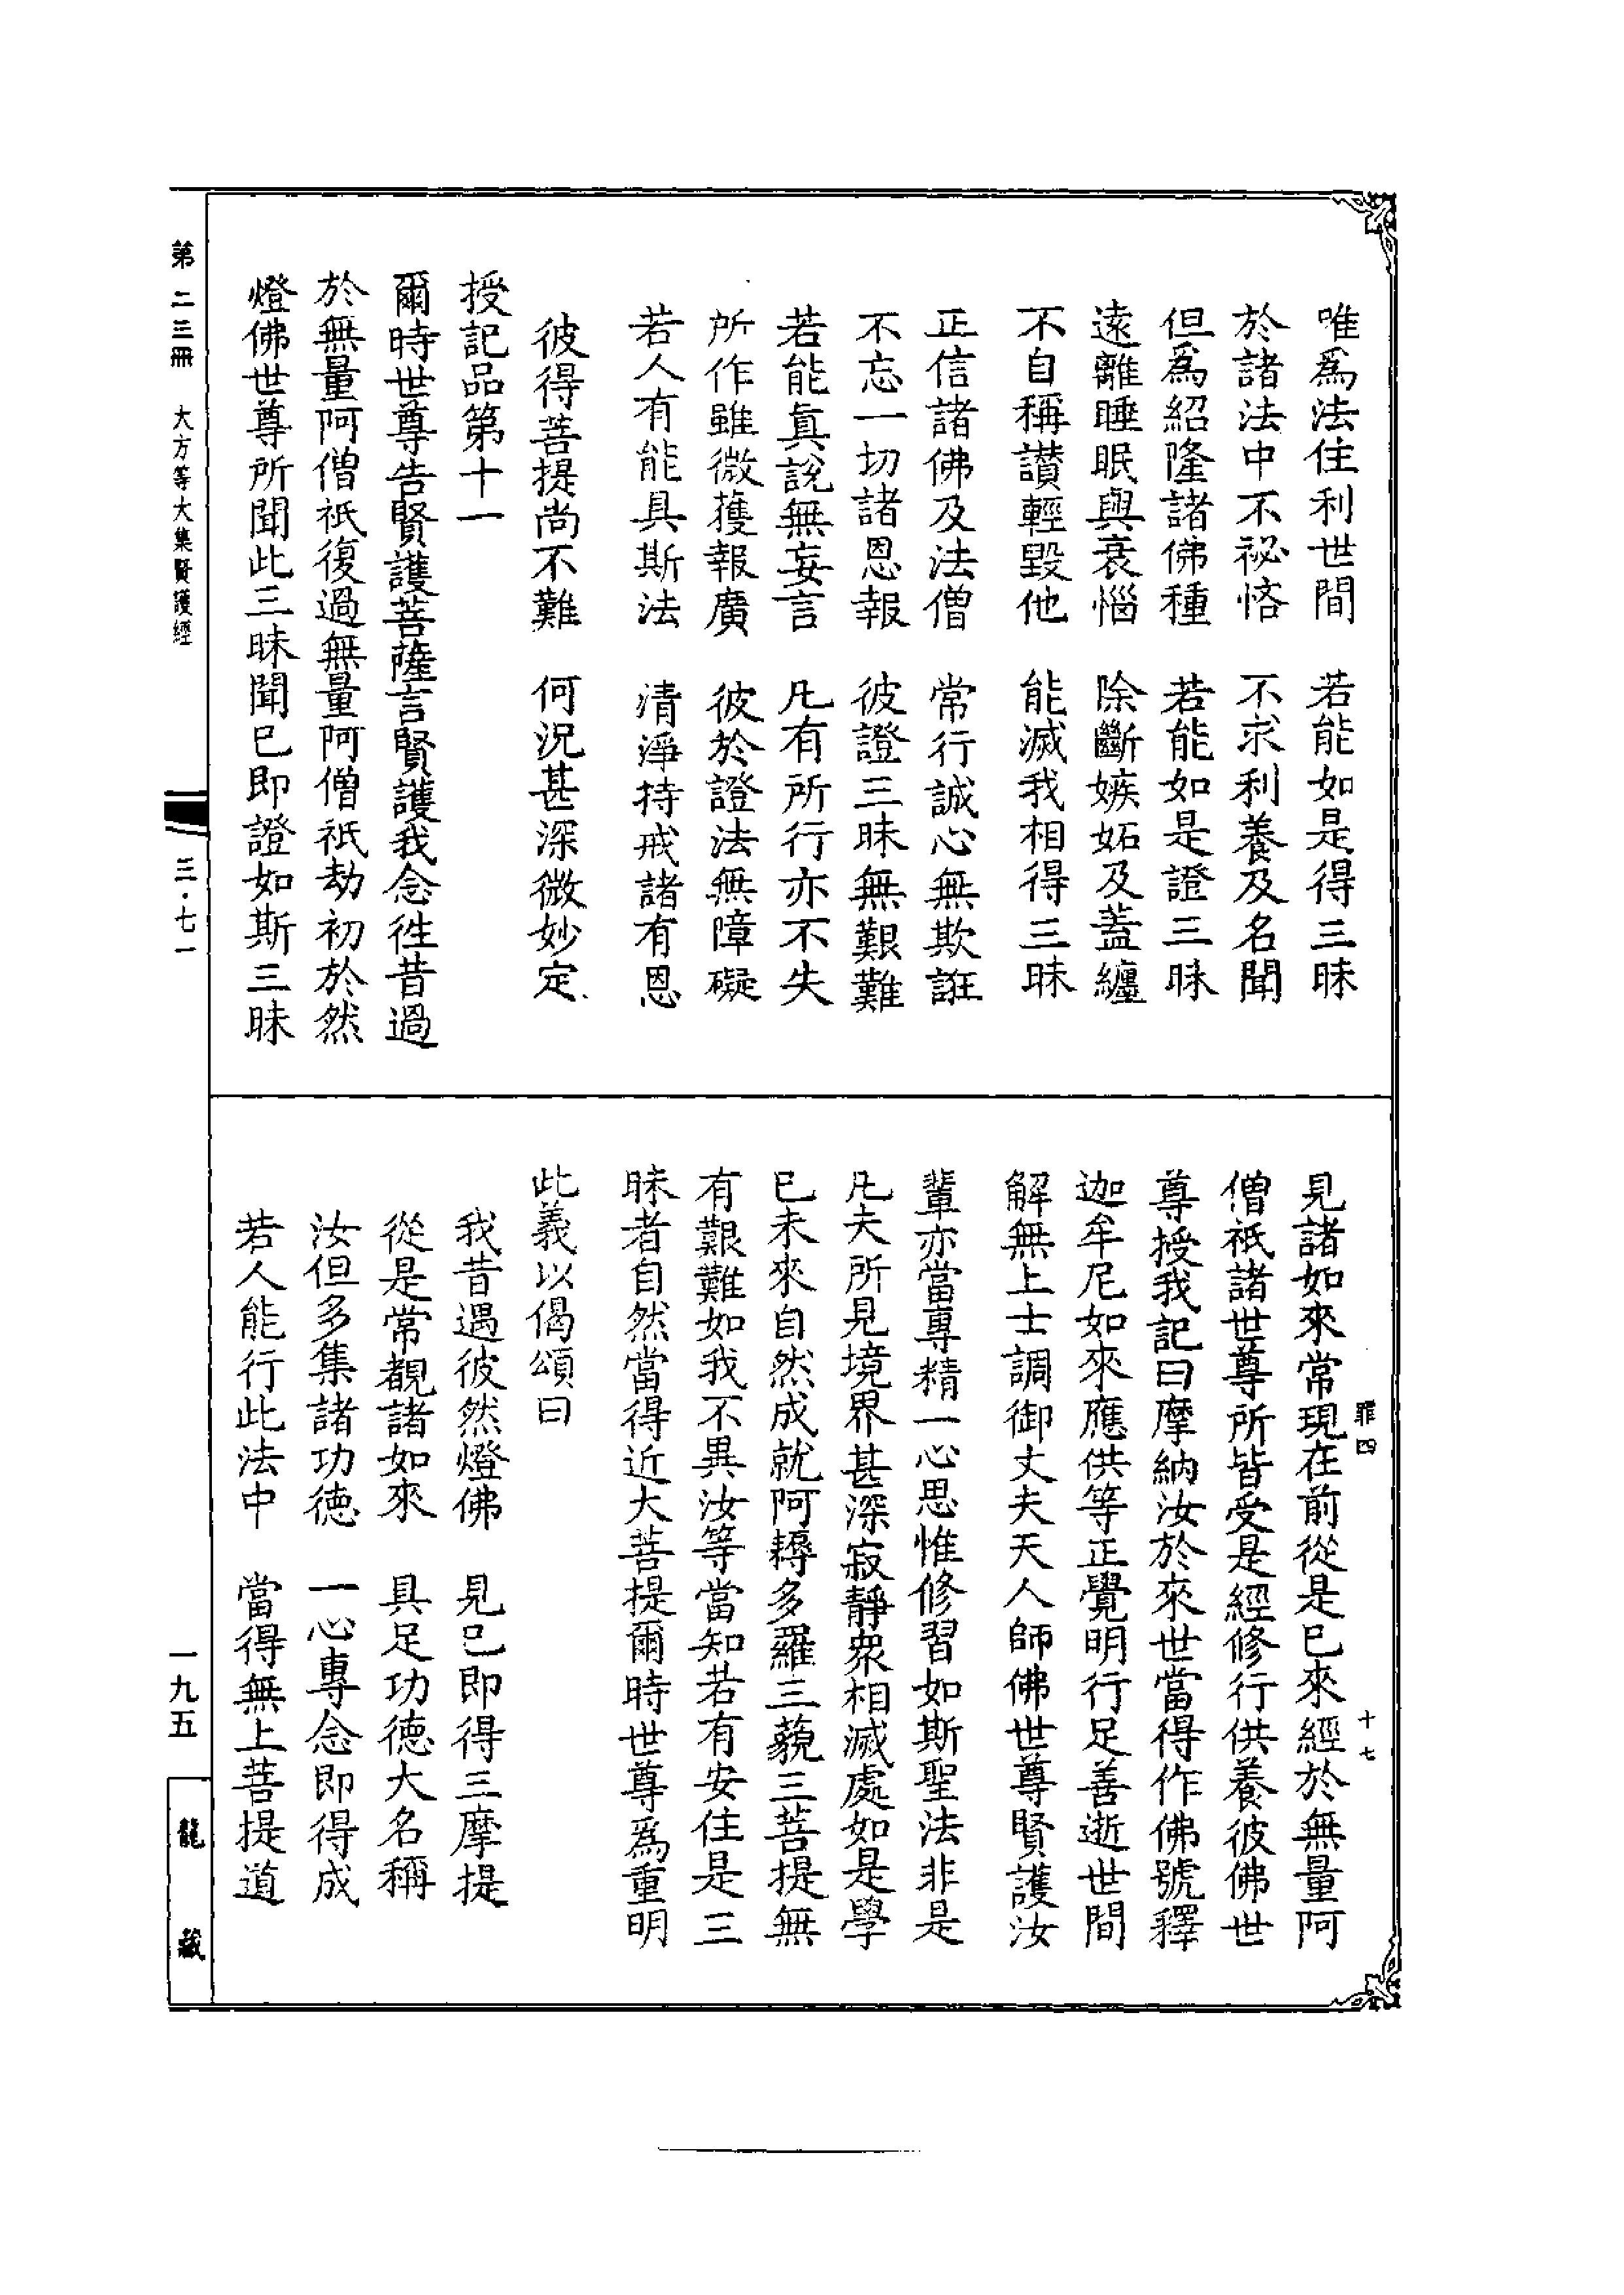 唯爲法住利世間　若能如是得三昧
於諸法中不祕悋　不求利養及名聞
但爲紹隆諸佛種　若能如是證三昧
遠離睡眠與衰惱　除斷嫉妬及蓋纏
不自稱讃輕毀他　能滅我相得三昧
正信諸佛及法僧　常行誠心無欺誑
不忘一切諸恩報　彼證三昧無艱難
若能眞說無妄言　凡有所行亦不失
所作雖微獲報廣　彼於證法無障礙
若人有能具斯法　清淨持戒諸有恩
彼得菩提尚不難　何況甚深微妙定
授記品第十一
爾時世尊告賢護菩薩言賢護我念徃昔過
於無量阿僧祇復過無量阿僧祇劫初於然
燈佛世尊所聞此三昧聞已即證如斯三昧
見諸如來常現在前從是已來經於無量阿
僧祇諸世尊所皆受是經修行供養彼佛世
尊授我記曰摩納汝於來世當得作佛號釋
迦牟尼如來應供等正覺明行足善逝世間
解無上士調御丈夫天人師佛世尊賢護汝
輩亦當專精一心思惟修習如斯聖法非是
凡夫所見境界甚深寂靜衆相滅處如是學
已未來自然成就阿耨多羅三藐三菩提無
有艱難如我不異汝等當知若有安住是三
昧者自然當得近大菩提爾時世尊爲重明
此義以偈頌曰
我昔遇彼然燈佛　見已即得三摩提
從是常覩諸如來　具足功德大名稱
汝但多集諸功德　一心專念即得成
若人能行此法中　當得無上菩提道
罪四　十七
第二三冊　大方等大集賢護經　三·七一　一九五　龍藏